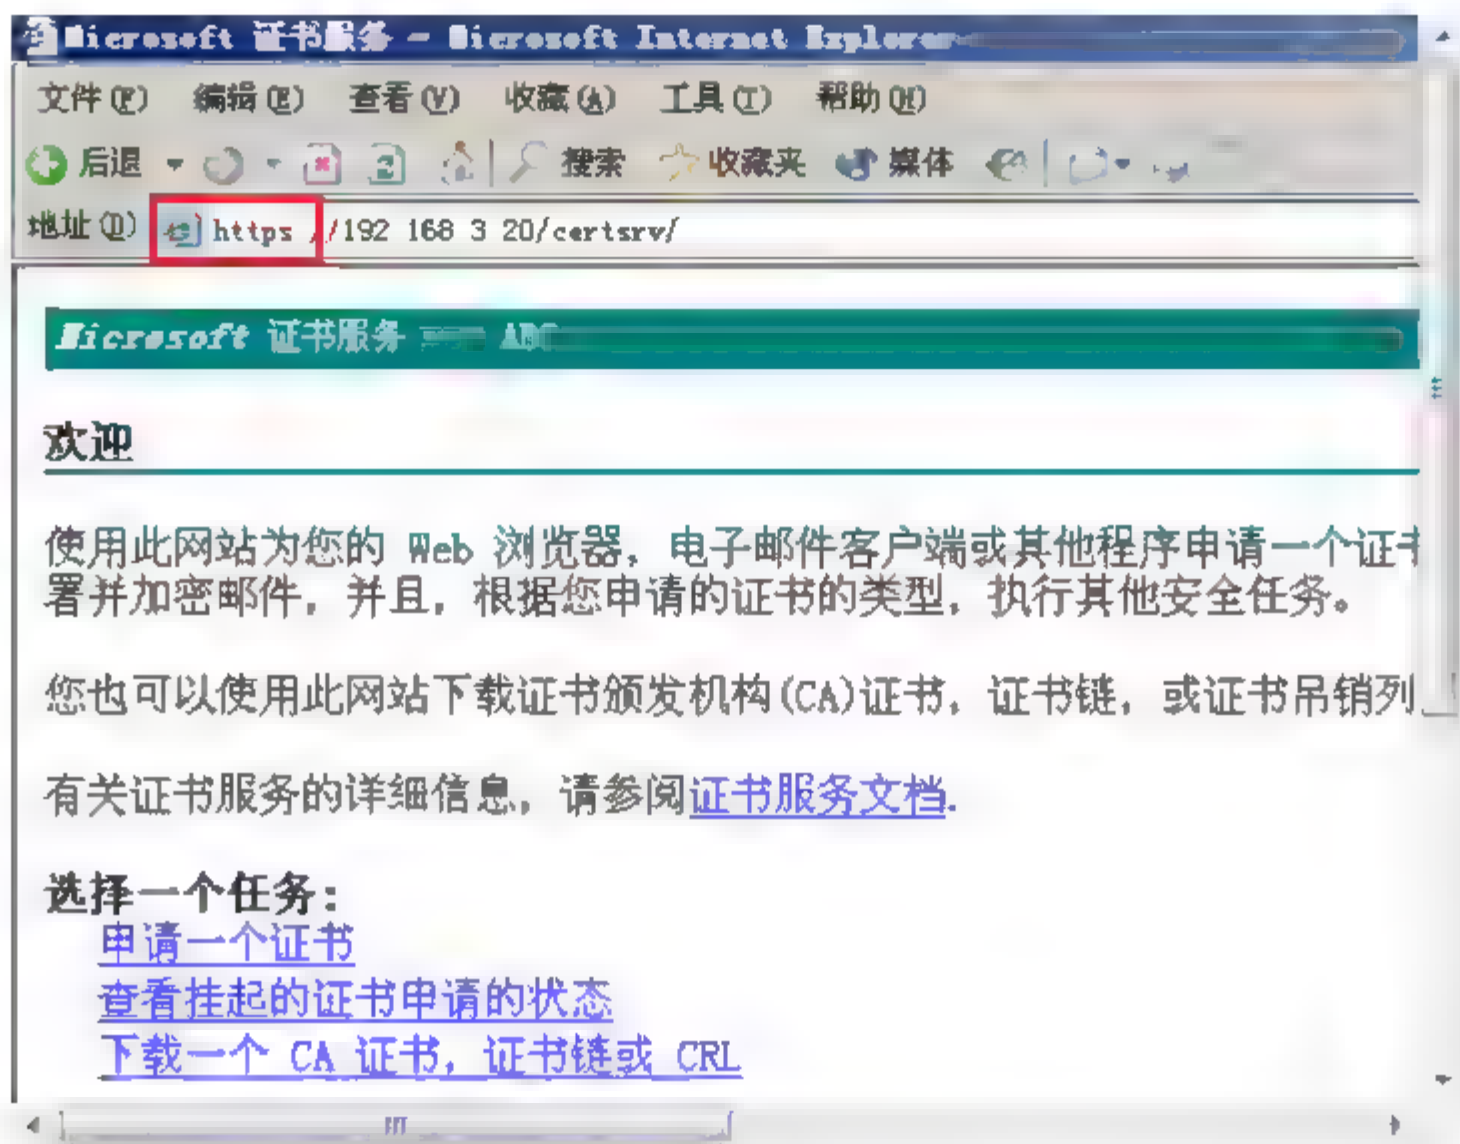 Microsoft 证书服务 - Microsoft Internet Explorer
文件(F) 编辑(E) 查看(V) 收藏(A) 工具(T) 帮助(H)
后退 搜索 收藏夹 媒体
地址(D) https //192 168 3 20/certsrv/
Microsoft 证书服务 ABC
欢迎
使用此网站为您的 Web 浏览器，电子邮件客户端或其他程序申请一个证书
署并加密邮件，并且，根据您申请的证书的类型，执行其他安全任务。
您也可以使用此网站下载证书颁发机构(CA)证书，证书链，或证书吊销列
有关证书服务的详细信息，请参阅证书服务文档.
选择一个任务:
申请一个证书
查看挂起的证书申请的状态
下载一个 CA 证书，证书链或 CRL